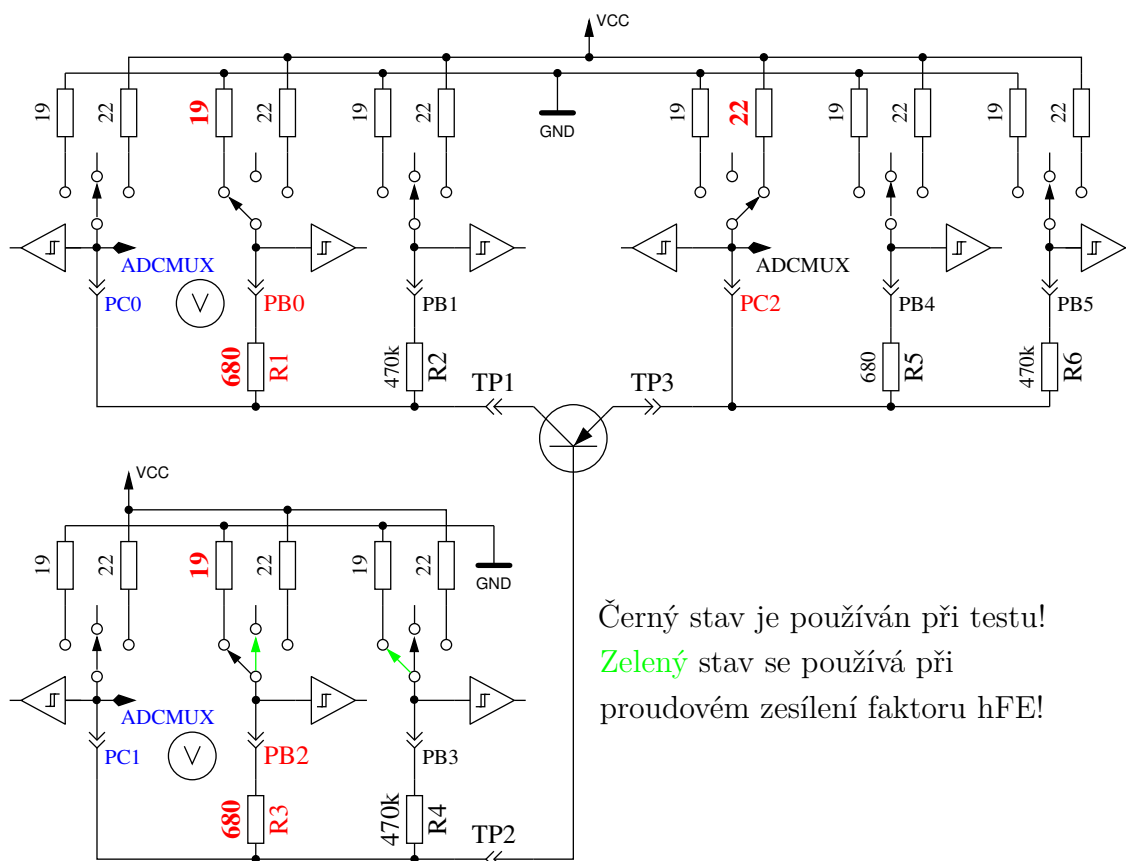 VCC
19
22
19
22
19
22
19
22
19
22
19
22
GND
ADCMUX
ADCMUX
PC0
V
PB0
PB1
PC2
PB4
PB5
680
R1
470k
R2
680
R5
470k
R6
TP1
TP3
VCC
19
22
19
22
19
22
GND
Černý stav je používán při testu!
Zelený stav se používá při
proudovém zesílení faktoru hFE!
ADCMUX
PC1
V
PB2
PB3
680
R3
470k
R4
TP2